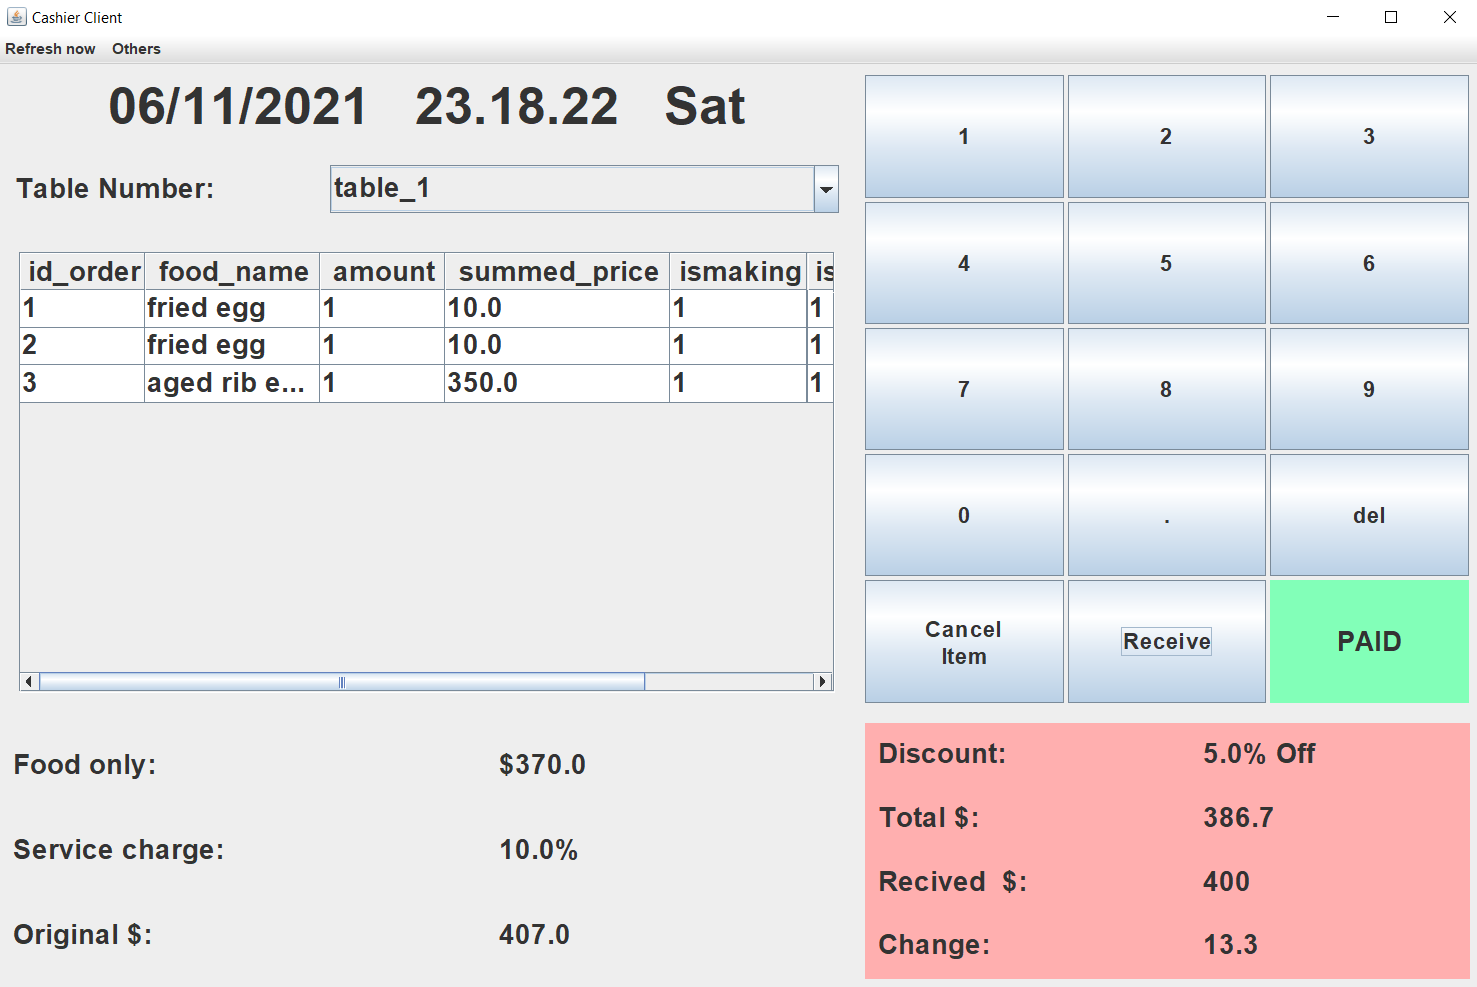 Cashier Client
Refresh now Others
06/11/2021 23.18.22 Sat
Table Number: table_1
id_order food_name amount summed_price ismaking is
1 fried egg 1 10.0 1 1
2 fried egg 1 10.0 1 1
3 aged rib e... 1 350.0 1 1
Food only: $370.0
Service charge: 10.0%
Original $: 407.0
1 2 3
4 5 6
7 8 9
0 . del
Cancel
Item
Receive
PAID
Discount: 5.0% Off
Total $: 386.7
Recived $: 400
Change: 13.3